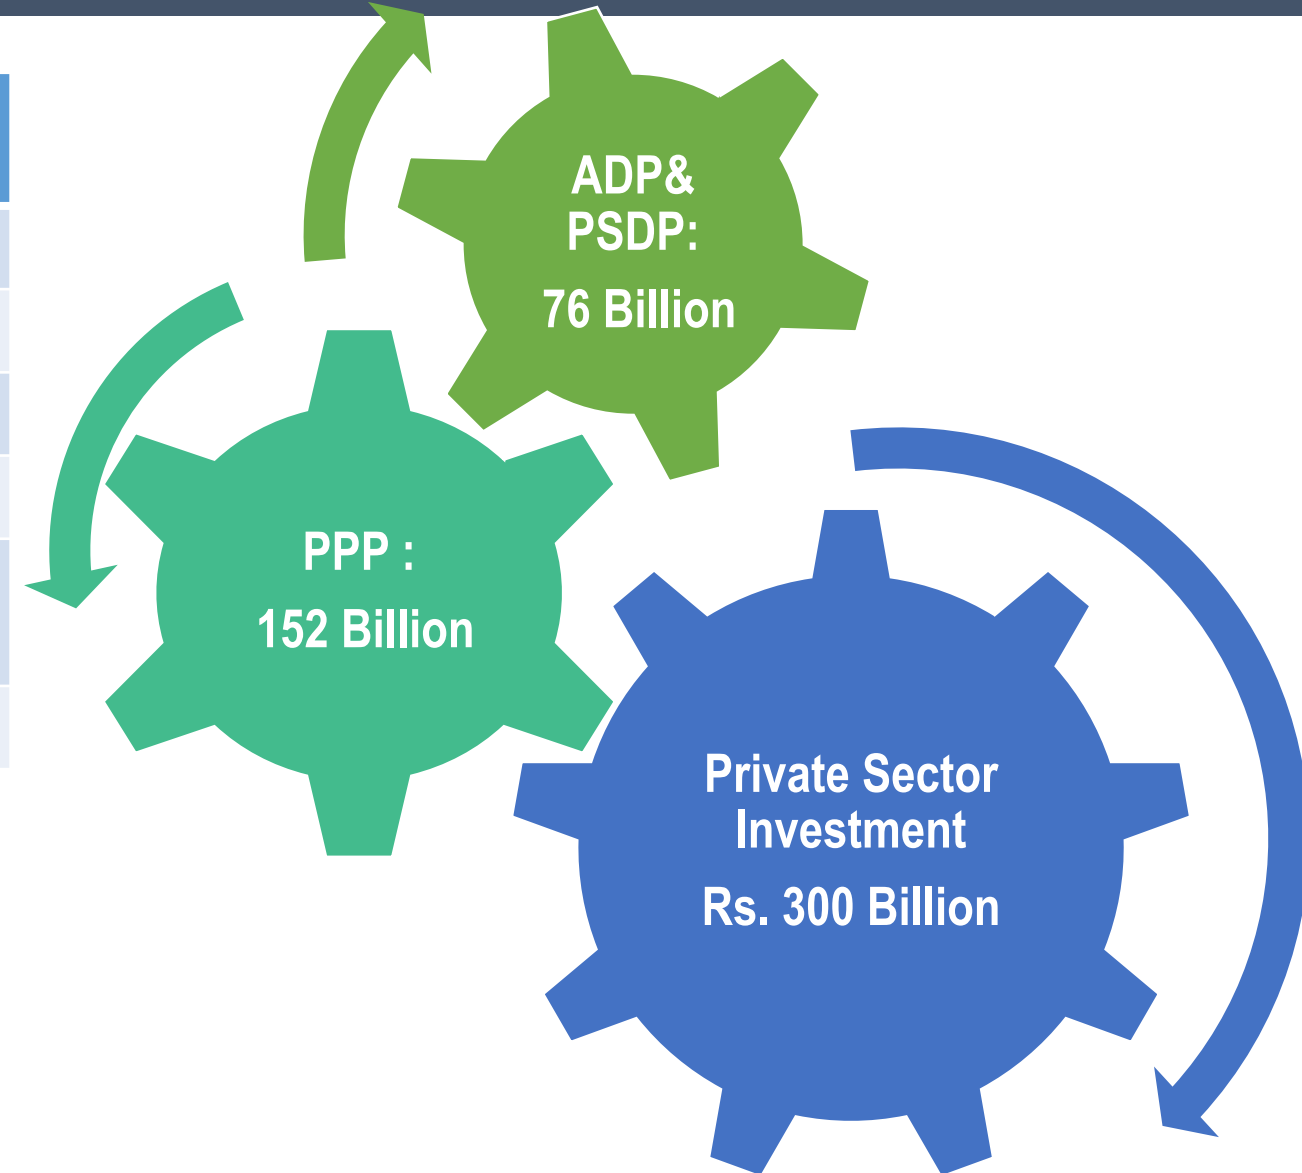 ADP&
PSDP:
76 Billion
PPP :
152 Billion
Private Sector
Investment
Rs. 300 Billion